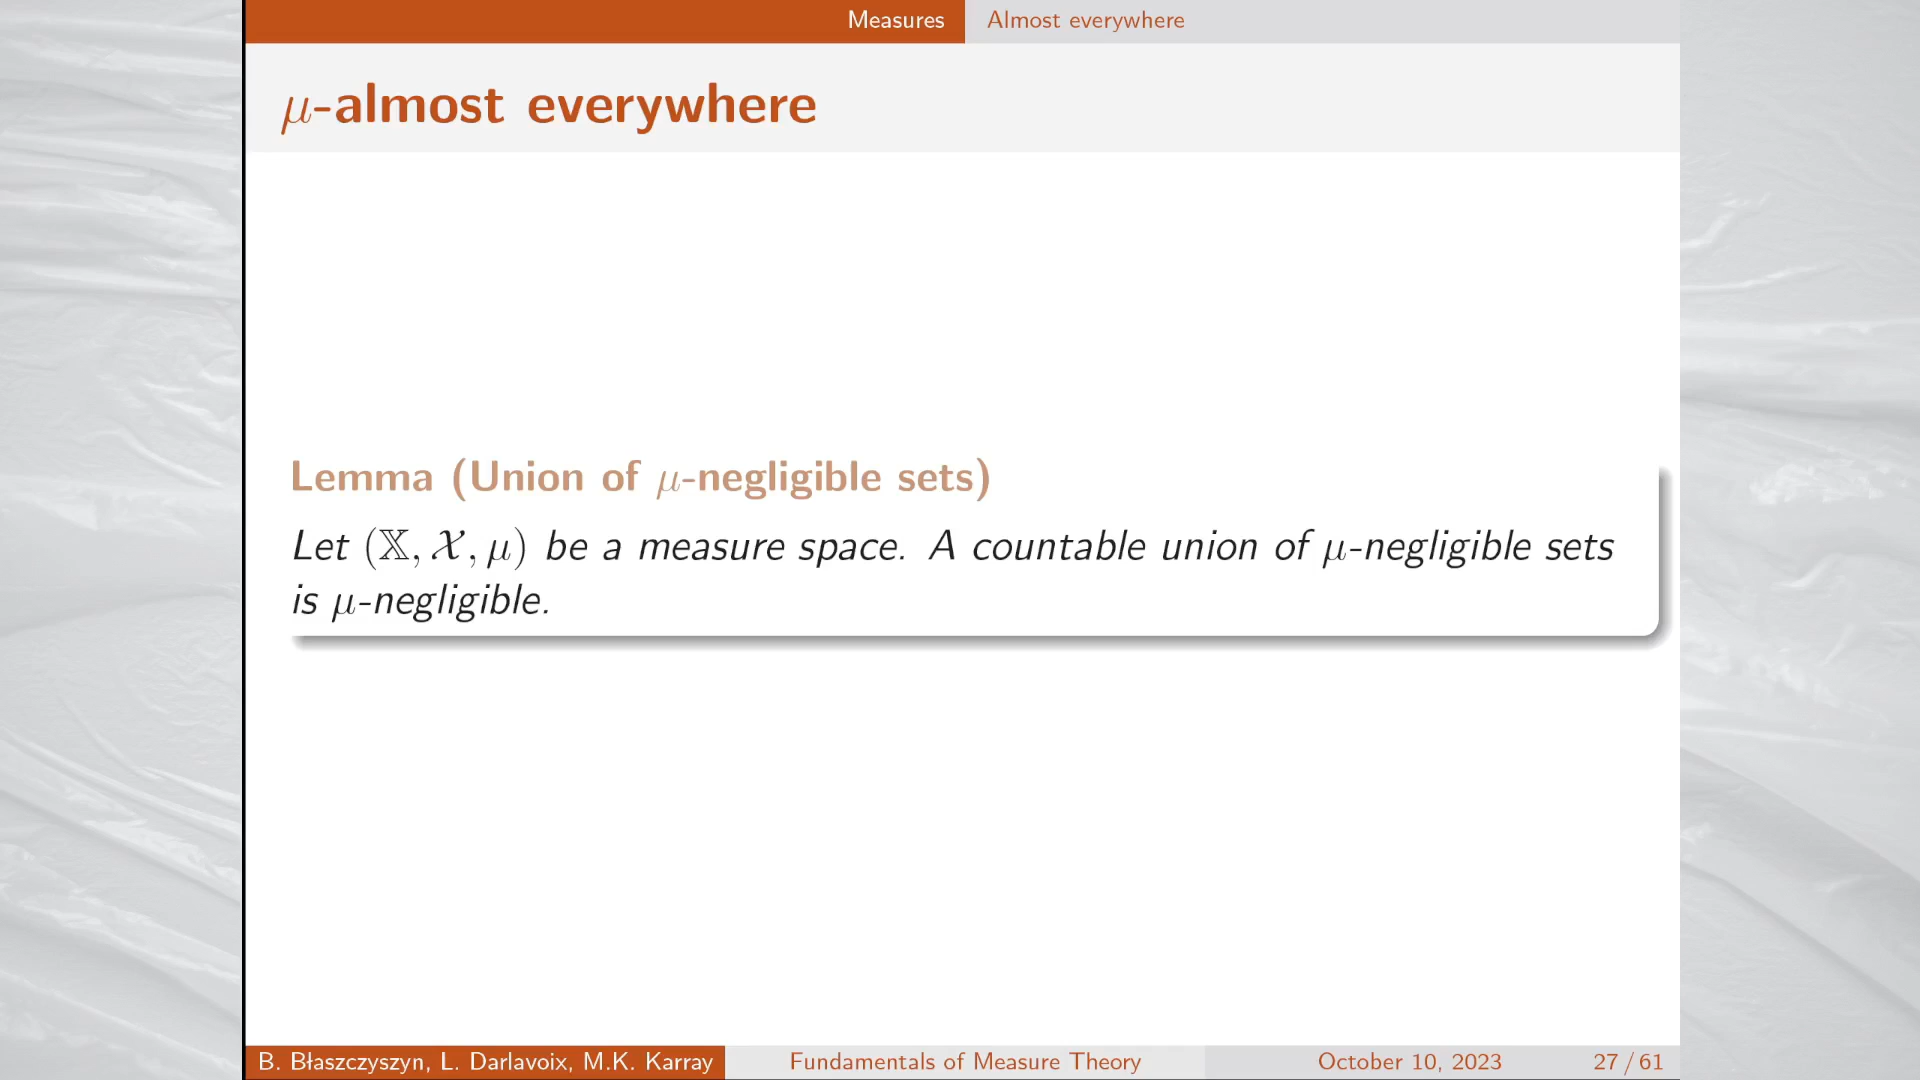 Measures Almost everywhere
μ-almost everywhere
Lemma (Union of μ-negligible sets)
Let (𝕏, 𝒳, μ) be a measure space. A countable union of μ-negligible sets
is μ-negligible.
B. Błaszczyszyn, L. Darlavoix, M.K. Karray Fundamentals of Measure Theory October 10, 2023 27 / 61